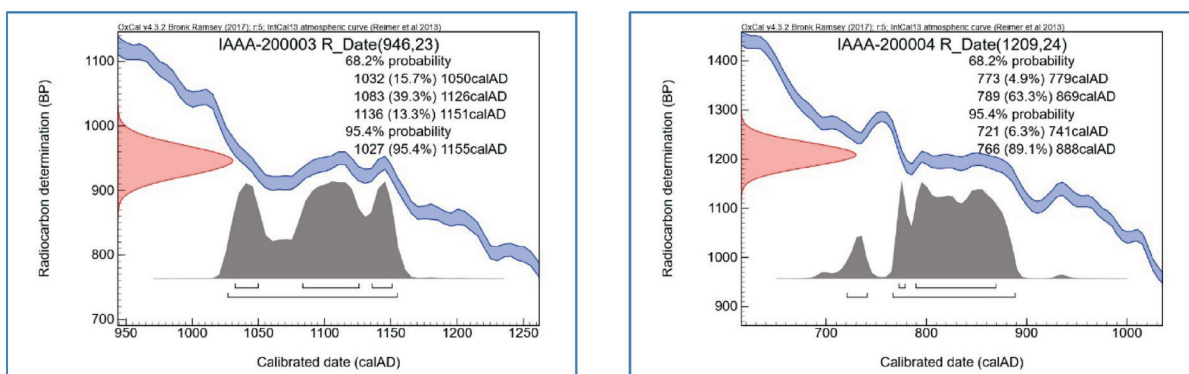 OxCal v4.3.2 Bronk Ramsey (2017); r:5; IntCal13 atmospheric curve (Reimer et al 2013)
IAAA-200003 R_Date(946,23)
68.2% probability
1032 (15.7%) 1050calAD
1083 (39.3%) 1126calAD
1136 (13.3%) 1151calAD
95.4% probability
1027 (95.4%) 1155calAD
Radiocarbon determination (BP)
1100
1000
900
800
700
950
1000
1050
1100
1150
1200
1250
Calibrated date (calAD)
OxCal v4.3.2 Bronk Ramsey (2017); r:5; IntCal13 atmospheric curve (Reimer et al 2013)
IAAA-200004 R_Date(1209,24)
68.2% probability
773 (4.9%) 779calAD
789 (63.3%) 869calAD
95.4% probability
721 (6.3%) 741calAD
766 (89.1%) 888calAD
Radiocarbon determination (BP)
1400
1300
1200
1100
1000
900
700
800
900
1000
Calibrated date (calAD)